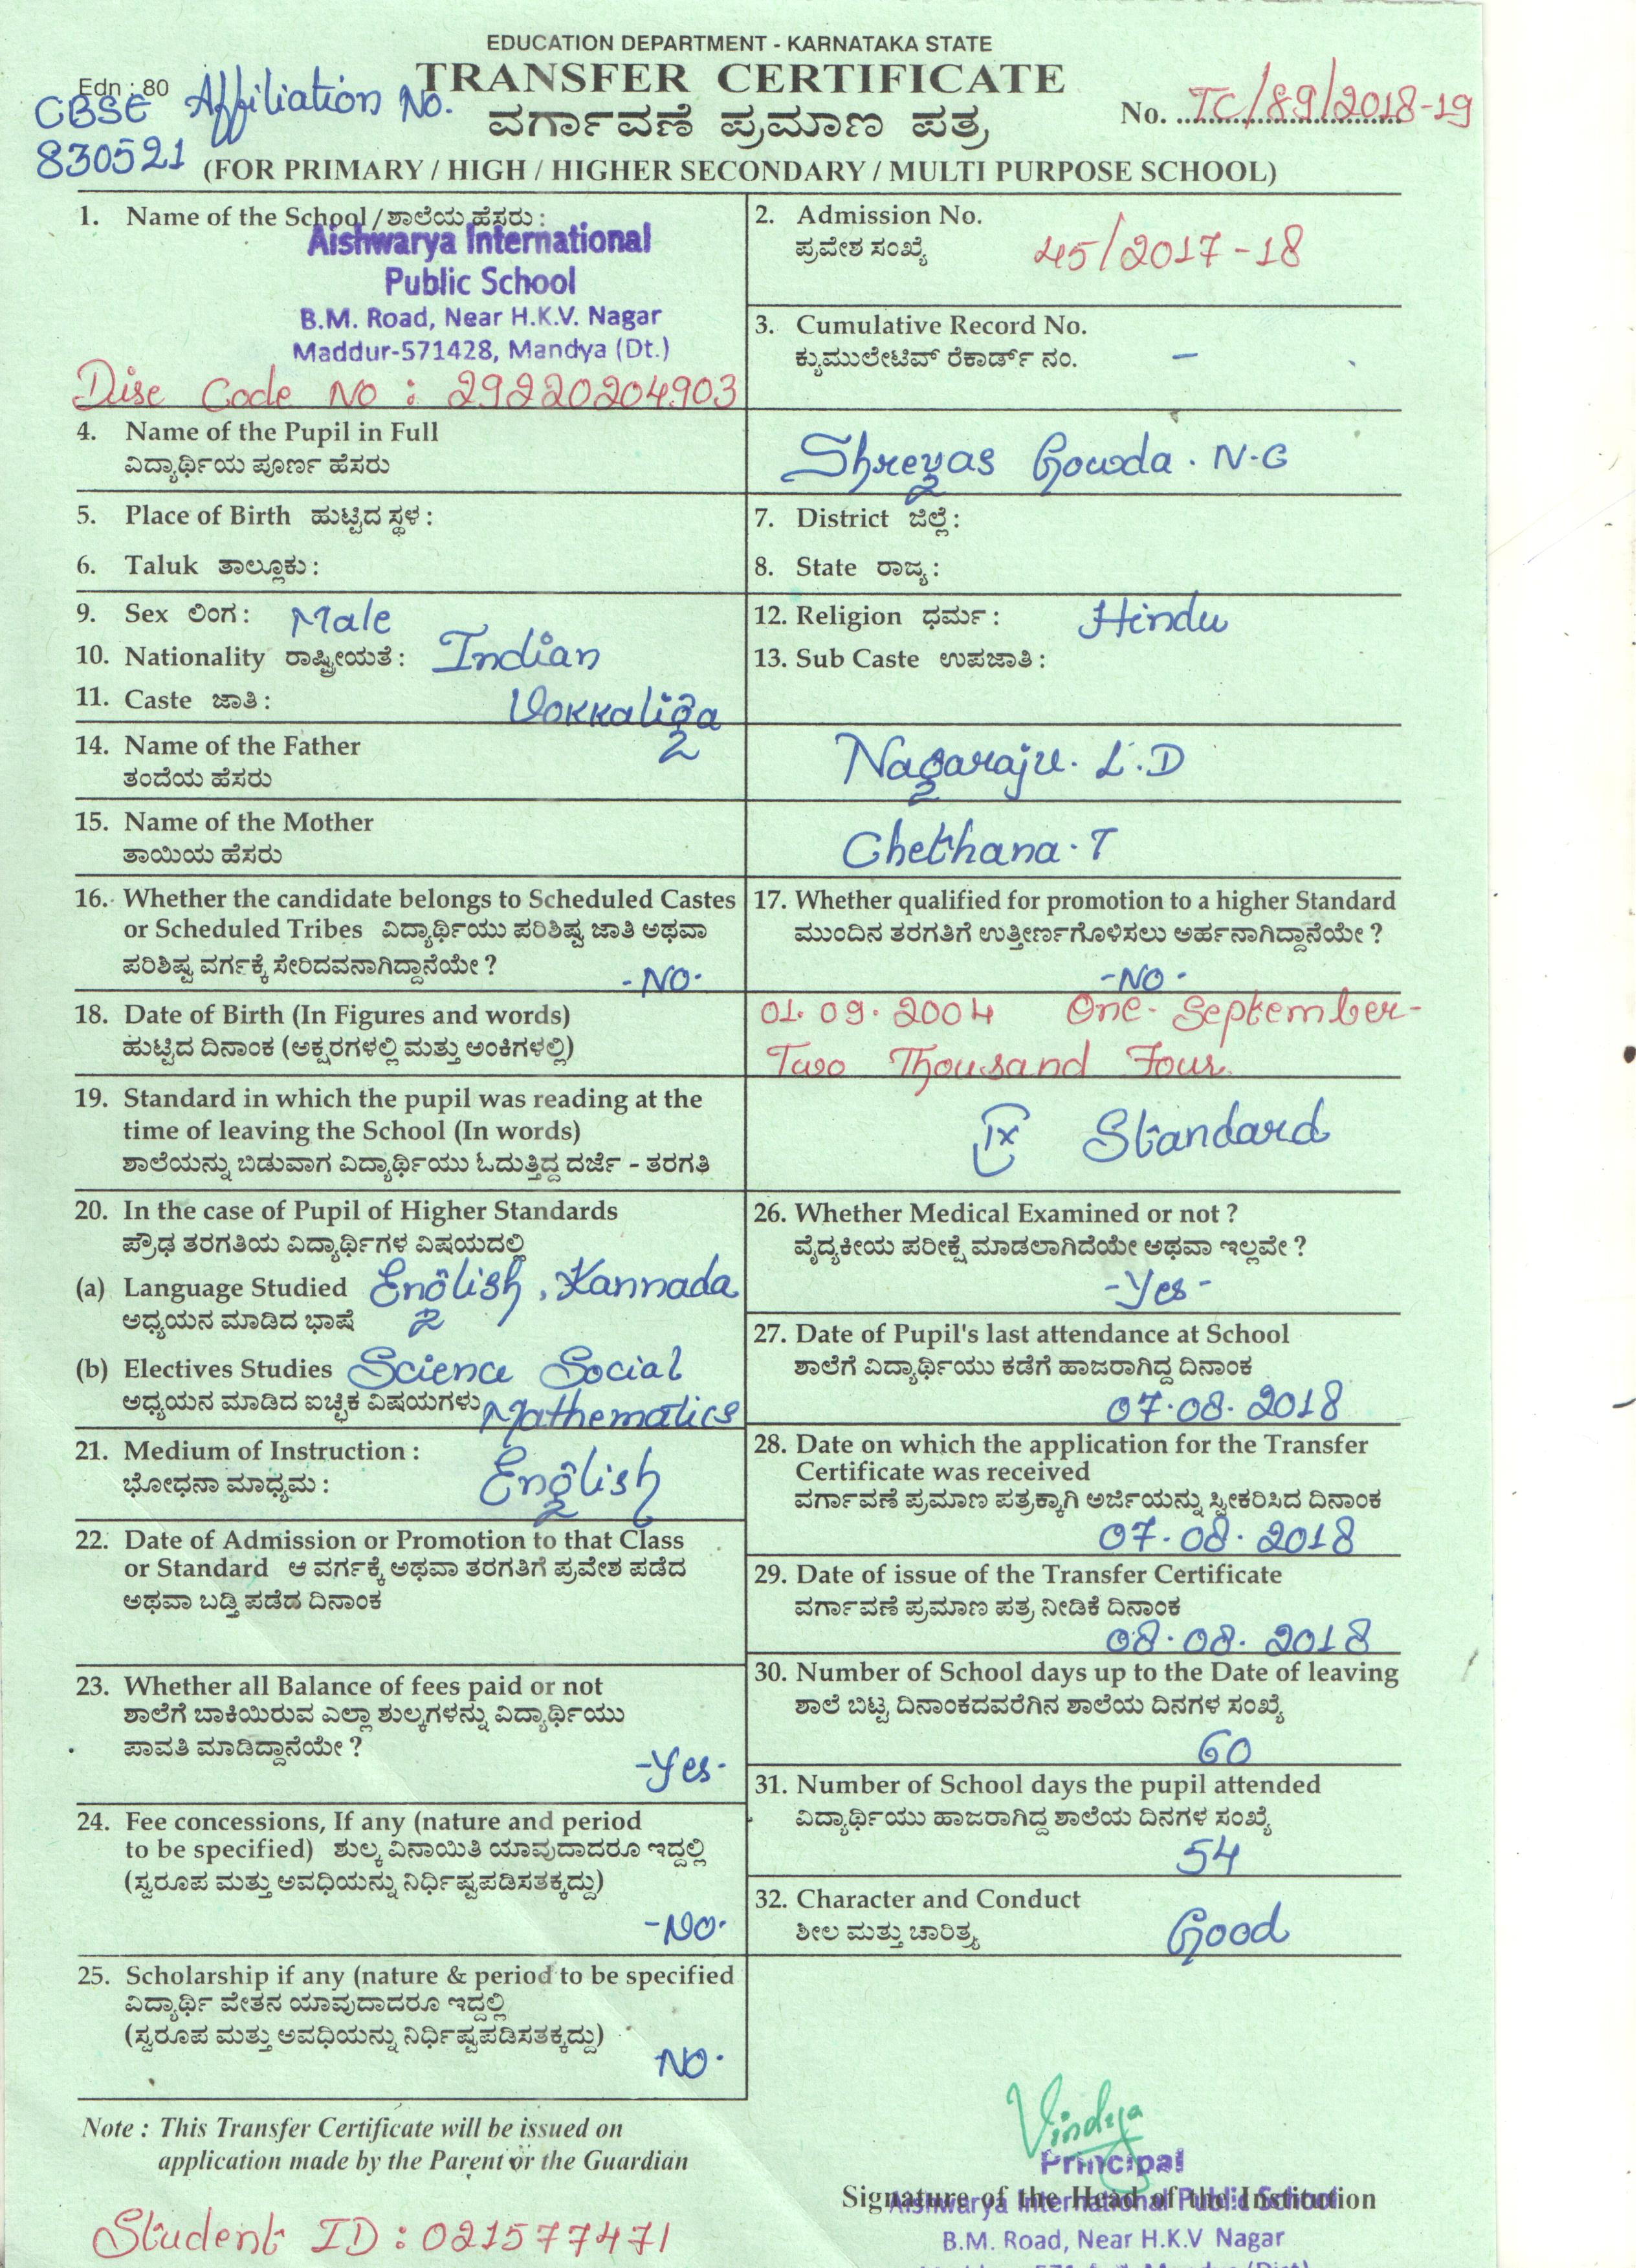 EDUCATION DEPARTMENT - KARNATAKA STATE
Edn : 80
TRANSFER CERTIFICATE
CBSE Affiliation No.
830521
ವರ್ಗಾವಣೆ ಪ್ರಮಾಣ ಪತ್ರ
No. TC/89/2018-19
(FOR PRIMARY / HIGH / HIGHER SECONDARY / MULTI PURPOSE SCHOOL)
1. Name of the School / ಶಾಲೆಯ ಹೆಸರು :
Aishwarya International
Public School
B.M. Road, Near H.K.V. Nagar
Maddur-571428, Mandya (Dt.)
Dise Code No : 29220204903
2. Admission No.
ಪ್ರವೇಶ ಸಂಖ್ಯೆ 45/2017-18
3. Cumulative Record No.
ಕ್ಯುಮುಲೇಟಿವ್ ರೆಕಾರ್ಡ್ ನಂ. -
4. Name of the Pupil in Full
ವಿದ್ಯಾರ್ಥಿಯ ಪೂರ್ಣ ಹೆಸರು
Shreyas Gowda. N-G
5. Place of Birth ಹುಟ್ಟಿದ ಸ್ಥಳ :
6. Taluk ತಾಲ್ಲೂಕು :
7. District ಜಿಲ್ಲೆ :
8. State ರಾಜ್ಯ :
9. Sex ಲಿಂಗ : Male
10. Nationality ರಾಷ್ಟ್ರೀಯತೆ : Indian
11. Caste ಜಾತಿ : Vokkaliga
12. Religion ಧರ್ಮ : Hindu
13. Sub Caste ಉಪಜಾತಿ :
14. Name of the Father
ತಂದೆಯ ಹೆಸರು
Nagaraju. L.D
15. Name of the Mother
ತಾಯಿಯ ಹೆಸರು
Chethana. T
16. Whether the candidate belongs to Scheduled Castes
or Scheduled Tribes ವಿದ್ಯಾರ್ಥಿಯು ಪರಿಶಿಷ್ಟ ಜಾತಿ ಅಥವಾ
ಪರಿಶಿಷ್ಟ ವರ್ಗಕ್ಕೆ ಸೇರಿದವನಾಗಿದ್ದಾನೆಯೇ ?
-NO-
17. Whether qualified for promotion to a higher Standard
ಮುಂದಿನ ತರಗತಿಗೆ ಉತ್ತೀರ್ಣಗೊಳಿಸಲು ಅರ್ಹನಾಗಿದ್ದಾನೆಯೇ ?
-NO-
18. Date of Birth (In Figures and words)
ಹುಟ್ಟಿದ ದಿನಾಂಕ (ಅಕ್ಷರಗಳಲ್ಲಿ ಮತ್ತು ಅಂಕಿಗಳಲ್ಲಿ)
01.09.2004 One- September-
Two Thousand Four.
19. Standard in which the pupil was reading at the
time of leaving the School (In words)
ಶಾಲೆಯನ್ನು ಬಿಡುವಾಗ ವಿದ್ಯಾರ್ಥಿಯು ಓದುತ್ತಿದ್ದ ದರ್ಜೆ - ತರಗತಿ
IX Standard
20. In the case of Pupil of Higher Standards
ಪ್ರೌಢ ತರಗತಿಯ ವಿದ್ಯಾರ್ಥಿಗಳ ವಿಷಯದಲ್ಲಿ
(a) Language Studied English, Kannada
ಅಧ್ಯಯನ ಮಾಡಿದ ಭಾಷೆ
(b) Electives Studies Science Social
ಅಧ್ಯಯನ ಮಾಡಿದ ಐಚ್ಛಿಕ ವಿಷಯಗಳು Mathematics
21. Medium of Instruction :
ಭೋಧನಾ ಮಾಧ್ಯಮ : English
22. Date of Admission or Promotion to that Class
or Standard ಆ ವರ್ಗಕ್ಕೆ ಅಥವಾ ತರಗತಿಗೆ ಪ್ರವೇಶ ಪಡೆದ
ಅಥವಾ ಬಡ್ತಿ ಪಡೆದ ದಿನಾಂಕ
23. Whether all Balance of fees paid or not
ಶಾಲೆಗೆ ಬಾಕಿಯಿರುವ ಎಲ್ಲಾ ಶುಲ್ಕಗಳನ್ನು ವಿದ್ಯಾರ್ಥಿಯು
ಪಾವತಿ ಮಾಡಿದ್ದಾನೆಯೇ ?
-Yes-
24. Fee concessions, If any (nature and period
to be specified) ಶುಲ್ಕ ವಿನಾಯಿತಿ ಯಾವುದಾದರೂ ಇದ್ದಲ್ಲಿ
(ಸ್ವರೂಪ ಮತ್ತು ಅವಧಿಯನ್ನು ನಿರ್ಧಿಷ್ಟಪಡಿಸತಕ್ಕದ್ದು)
-NO-
25. Scholarship if any (nature & period to be specified
ವಿದ್ಯಾರ್ಥಿ ವೇತನ ಯಾವುದಾದರೂ ಇದ್ದಲ್ಲಿ
(ಸ್ವರೂಪ ಮತ್ತು ಅವಧಿಯನ್ನು ನಿರ್ಧಿಷ್ಟಪಡಿಸತಕ್ಕದ್ದು)
NO-
26. Whether Medical Examined or not ?
ವೈದ್ಯಕೀಯ ಪರೀಕ್ಷೆ ಮಾಡಲಾಗಿದೆಯೇ ಅಥವಾ ಇಲ್ಲವೇ ?
-Yes-
27. Date of Pupil's last attendance at School
ಶಾಲೆಗೆ ವಿದ್ಯಾರ್ಥಿಯು ಕಡೆಗೆ ಹಾಜರಾಗಿದ್ದ ದಿನಾಂಕ
07.08.2018
28. Date on which the application for the Transfer
Certificate was received
ವರ್ಗಾವಣೆ ಪ್ರಮಾಣ ಪತ್ರಕ್ಕಾಗಿ ಅರ್ಜಿಯನ್ನು ಸ್ವೀಕರಿಸಿದ ದಿನಾಂಕ
07.08.2018
29. Date of issue of the Transfer Certificate
ವರ್ಗಾವಣೆ ಪ್ರಮಾಣ ಪತ್ರ ನೀಡಿಕೆ ದಿನಾಂಕ
08.08.2018
30. Number of School days up to the Date of leaving
ಶಾಲೆ ಬಿಟ್ಟ ದಿನಾಂಕದವರೆಗಿನ ಶಾಲೆಯ ದಿನಗಳ ಸಂಖ್ಯೆ
60
31. Number of School days the pupil attended
ವಿದ್ಯಾರ್ಥಿಯು ಹಾಜರಾಗಿದ್ದ ಶಾಲೆಯ ದಿನಗಳ ಸಂಖ್ಯೆ
54
32. Character and Conduct
ಶೀಲ ಮತ್ತು ಚಾರಿತ್ರ್ಯ Good
Note : This Transfer Certificate will be issued on
application made by the Parent or the Guardian
Student ID : 021577471
Vindya
Principal
Signature of the Head of the Institution
Aishwarya International Public School
B.M. Road, Near H.K.V Nagar